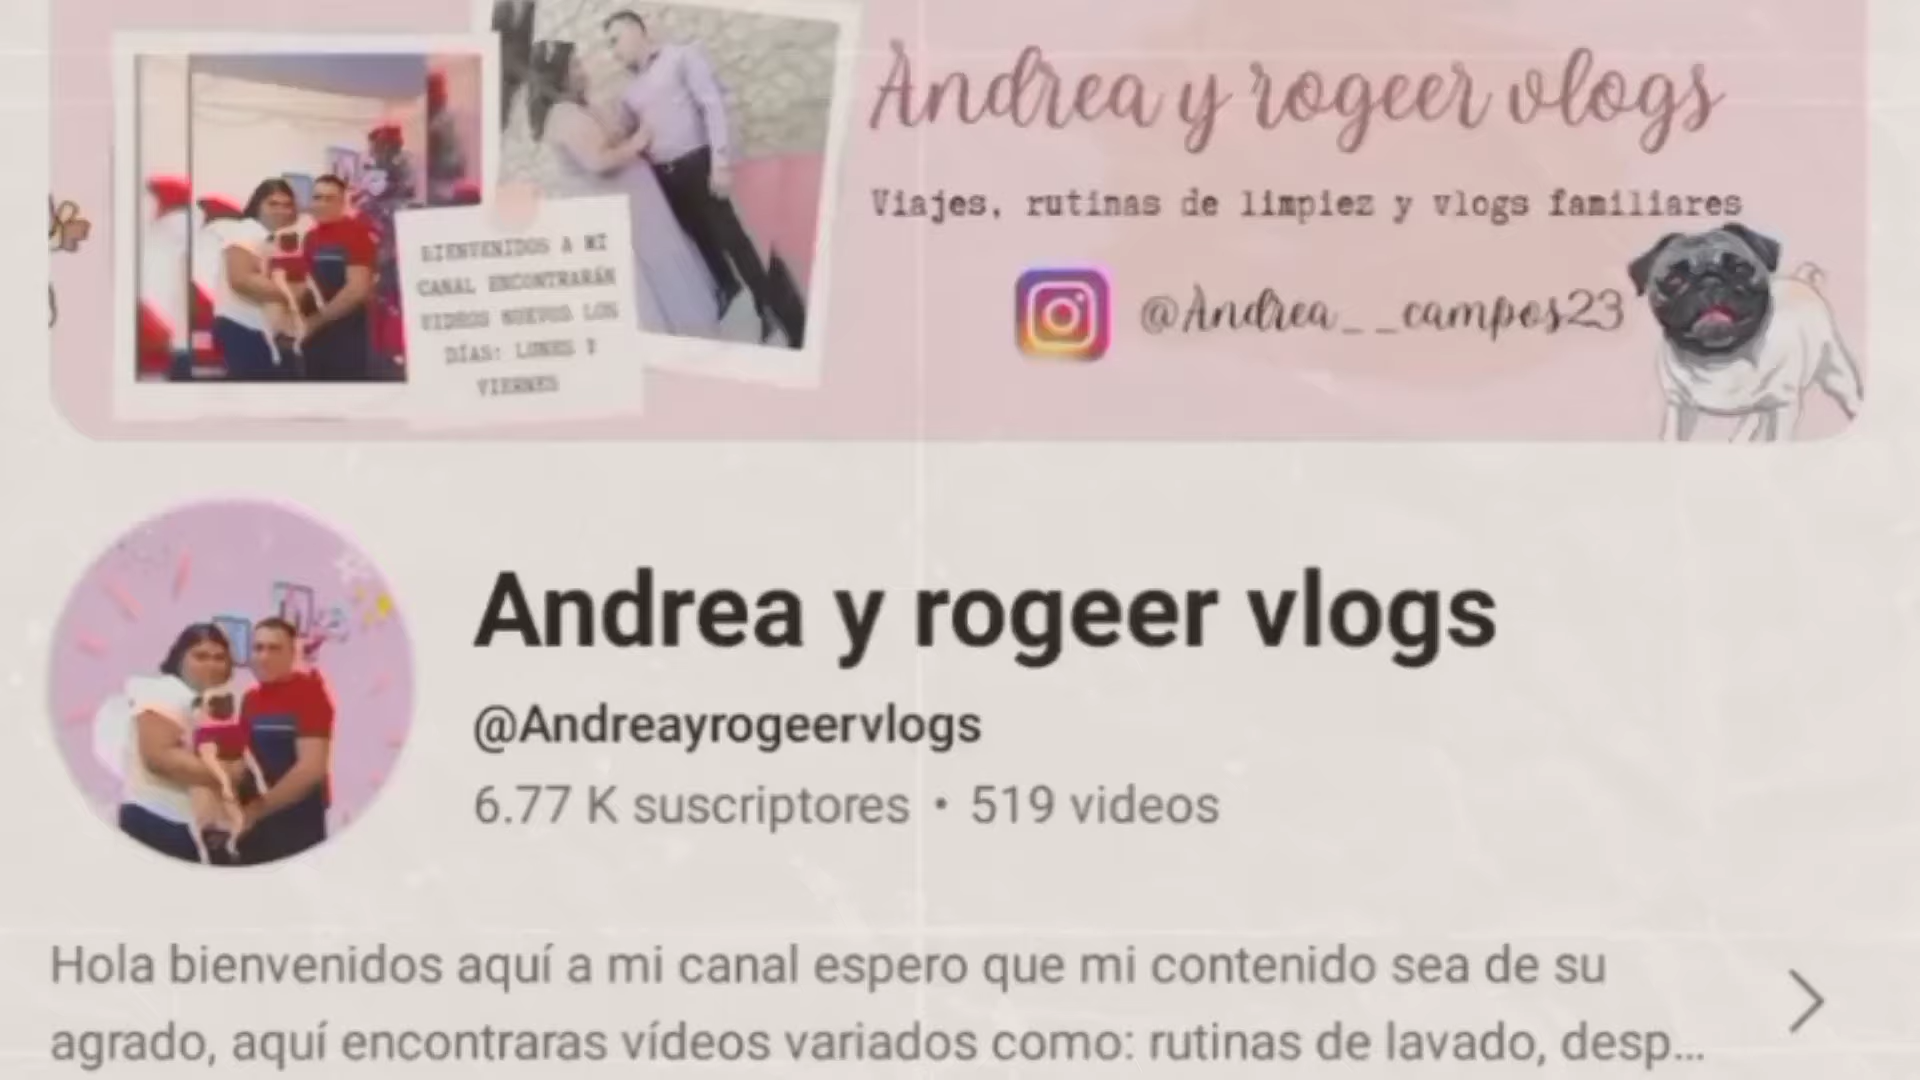 Andrea y rogeer vlogs
Viajes, rutinas de limpiez y vlogs familiares
@Andrea__campos23
BIENVENIDOS A MI
CANAL ENCONTRARÁN
VIDEOS NUEVOS LOS
DÍAS: LUNES Y
VIERNES
Andrea y rogeer vlogs
@Andreayrogeervlogs
6.77 K suscriptores • 519 videos
Hola bienvenidos aquí a mi canal espero que mi contenido sea de su
agrado, aquí encontraras vídeos variados como: rutinas de lavado, desp...